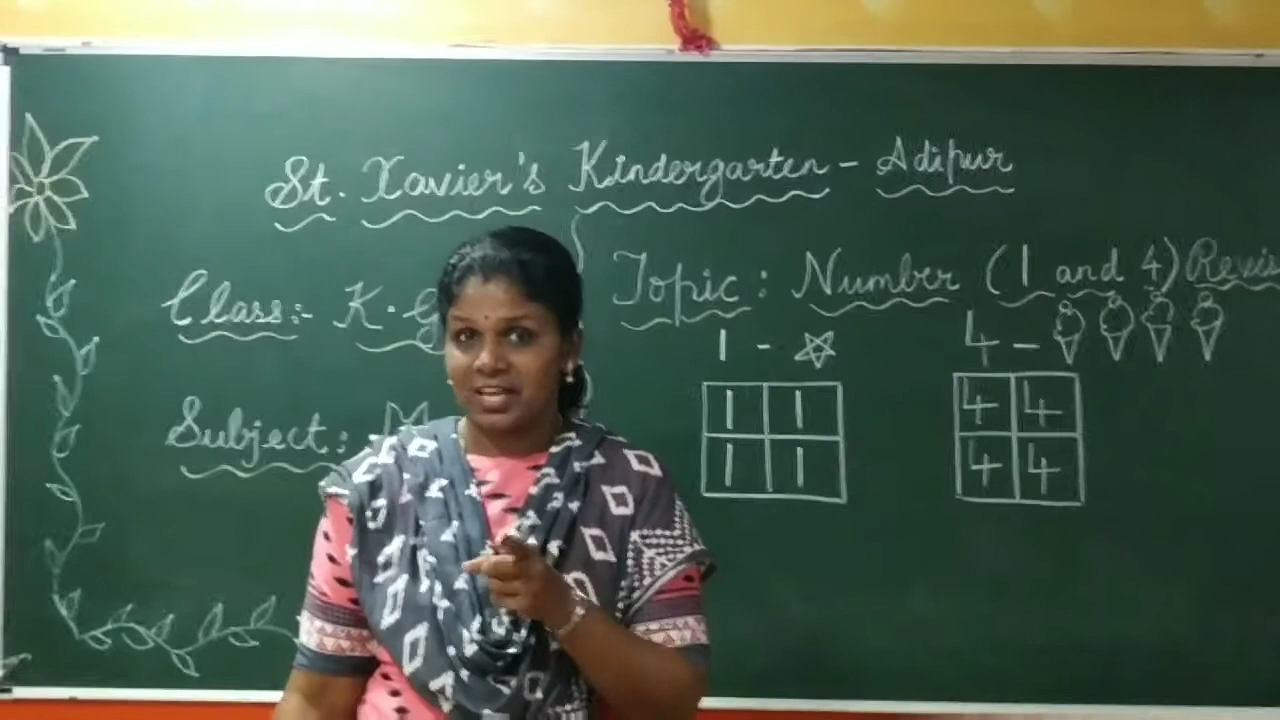 St. Xavier's Kindergarten - Adipur
Class:- K.G
Subject: M
Topic: Number (1 and 4) Revis
1 -
4 -
1 1
1 1
4 4
4 4